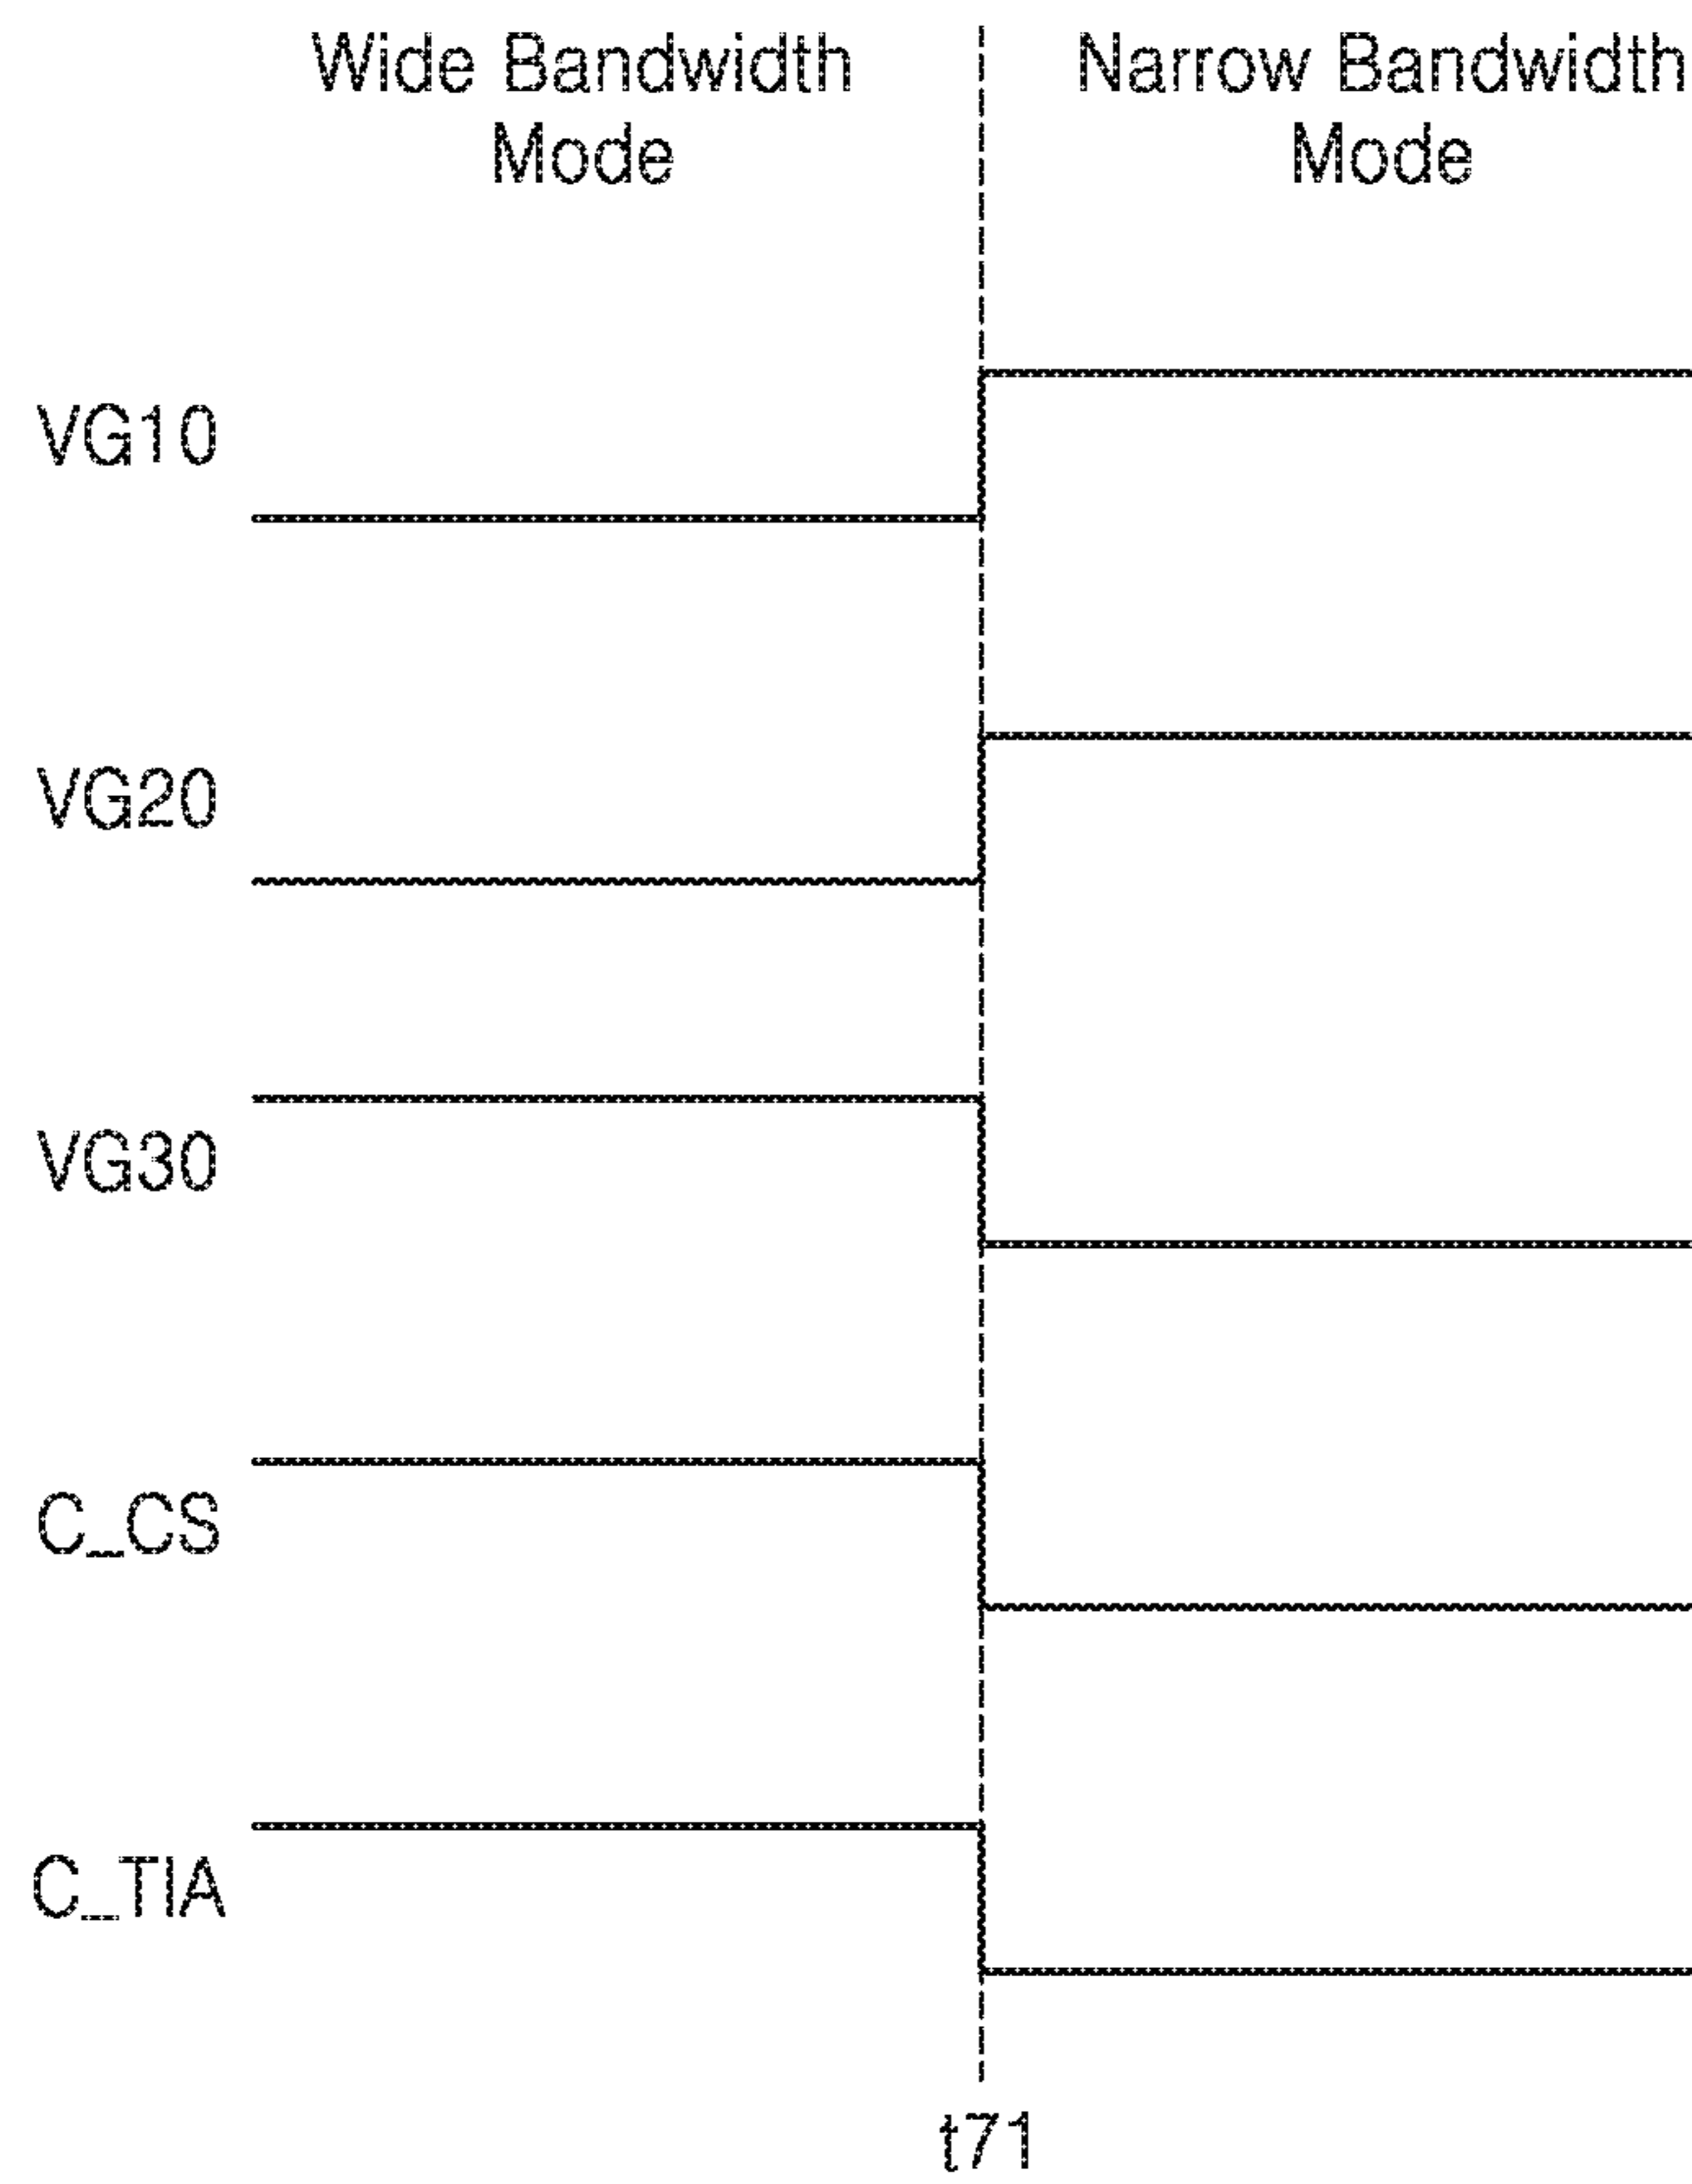 Wide Bandwidth
Mode
Narrow Bandwidth
Mode
VG10
VG20
VG30
C_CS
C_TIA
t71